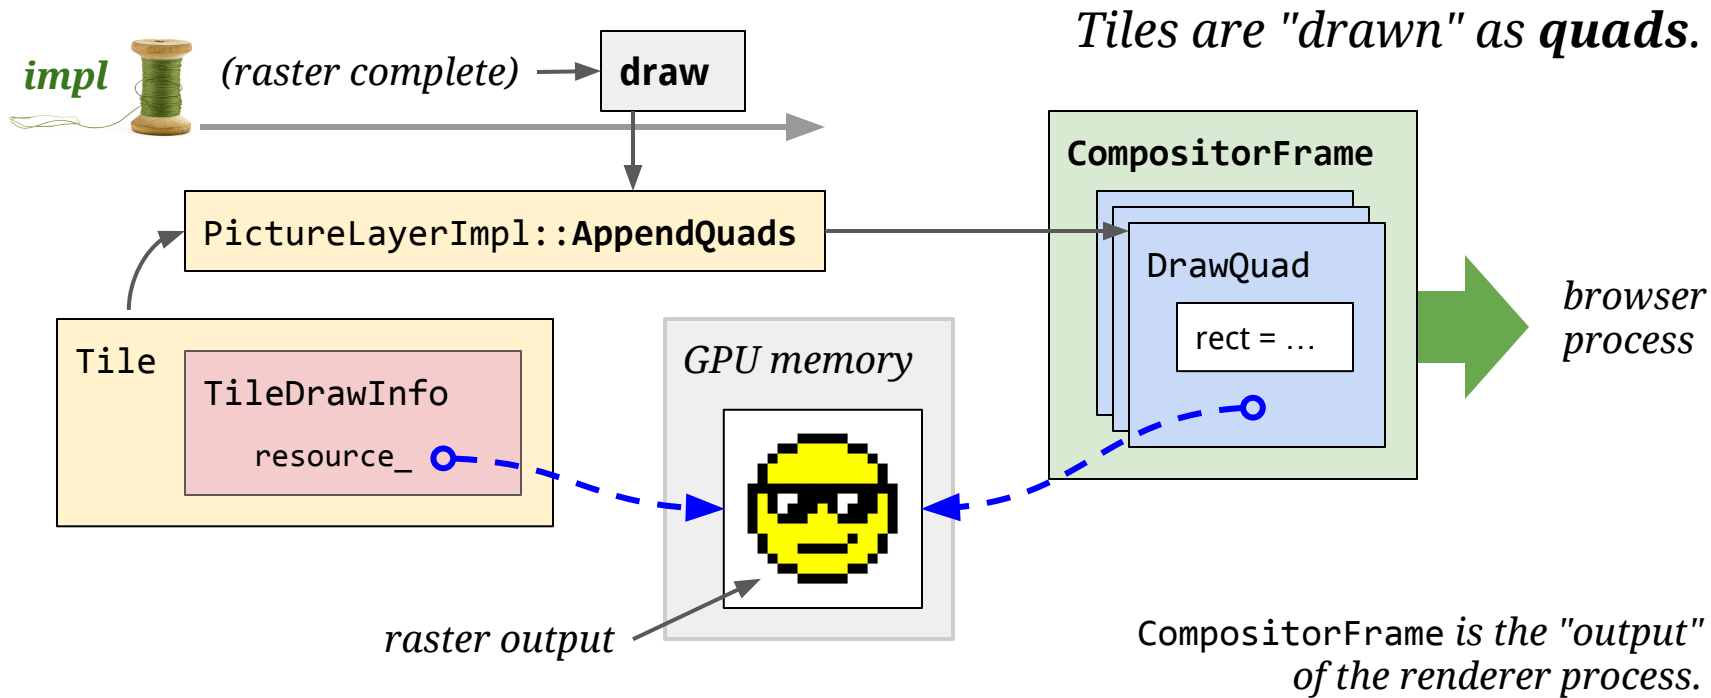 Tiles are "drawn" as quads.
impl
(raster complete)
draw
CompositorFrame
PictureLayerImpl::AppendQuads
DrawQuad
rect = …
browser
process
Tile
TileDrawInfo
resource_
GPU memory
raster output
CompositorFrame is the "output"
of the renderer process.